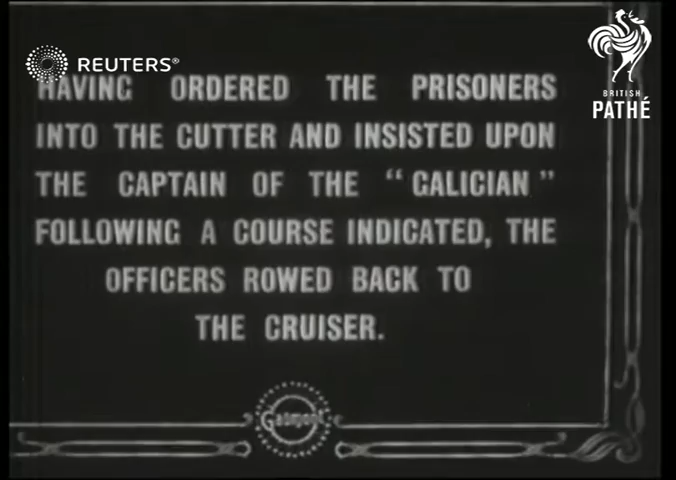 REUTERS®
BRITISH
PATHÉ
HAVING ORDERED THE PRISONERS
INTO THE CUTTER AND INSISTED UPON
THE CAPTAIN OF THE "GALICIAN"
FOLLOWING A COURSE INDICATED, THE
OFFICERS ROWED BACK TO
THE CRUISER.
Gaumont